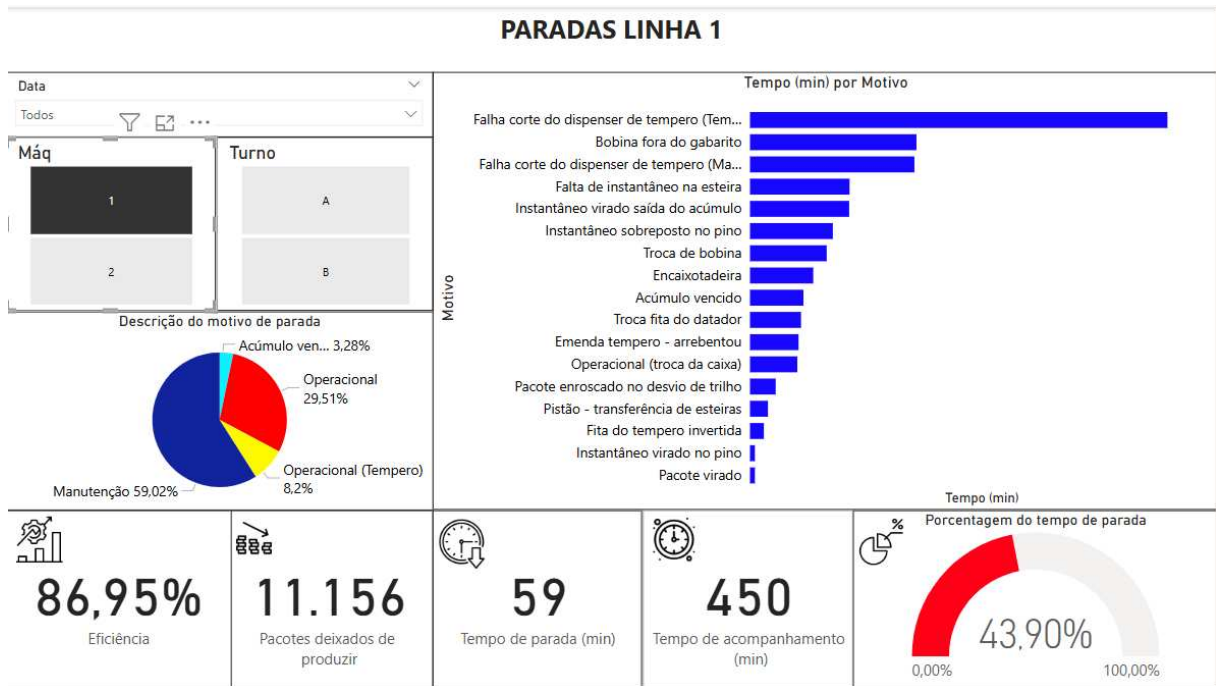 PARADAS LINHA 1
Data
Todos
Máq
1
2
Turno
A
B
Descrição do motivo de parada
Acúmulo ven... 3,28%
Operacional
29,51%
Operacional (Tempero)
8,2%
Manutenção 59,02%
Tempo (min) por Motivo
Motivo
Falha corte do dispenser de tempero (Tem...
Bobina fora do gabarito
Falha corte do dispenser de tempero (Ma...
Falta de instantâneo na esteira
Instantâneo virado saída do acúmulo
Instantâneo sobreposto no pino
Troca de bobina
Encaixotadeira
Acúmulo vencido
Troca fita do datador
Emenda tempero - arrebentou
Operacional (troca da caixa)
Pacote enroscado no desvio de trilho
Pistão - transferência de esteiras
Fita do tempero invertida
Instantâneo virado no pino
Pacote virado
Tempo (min)
86,95%
Eficiência
11.156
Pacotes deixados de
produzir
59
Tempo de parada (min)
450
Tempo de acompanhamento
(min)
%
Porcentagem do tempo de parada
43,90%
0,00%
100,00%